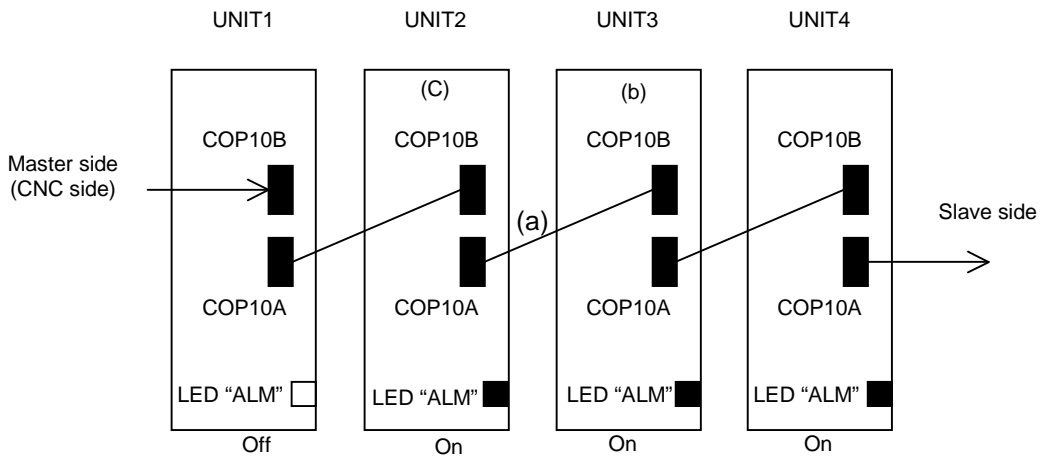 UNIT1 UNIT2 UNIT3 UNIT4
(C) (b)
COP10B COP10B COP10B COP10B
Master side
(CNC side)
(a)
Slave side
COP10A COP10A COP10A COP10A
LED “ALM” LED “ALM” LED “ALM” LED “ALM”
Off On On On